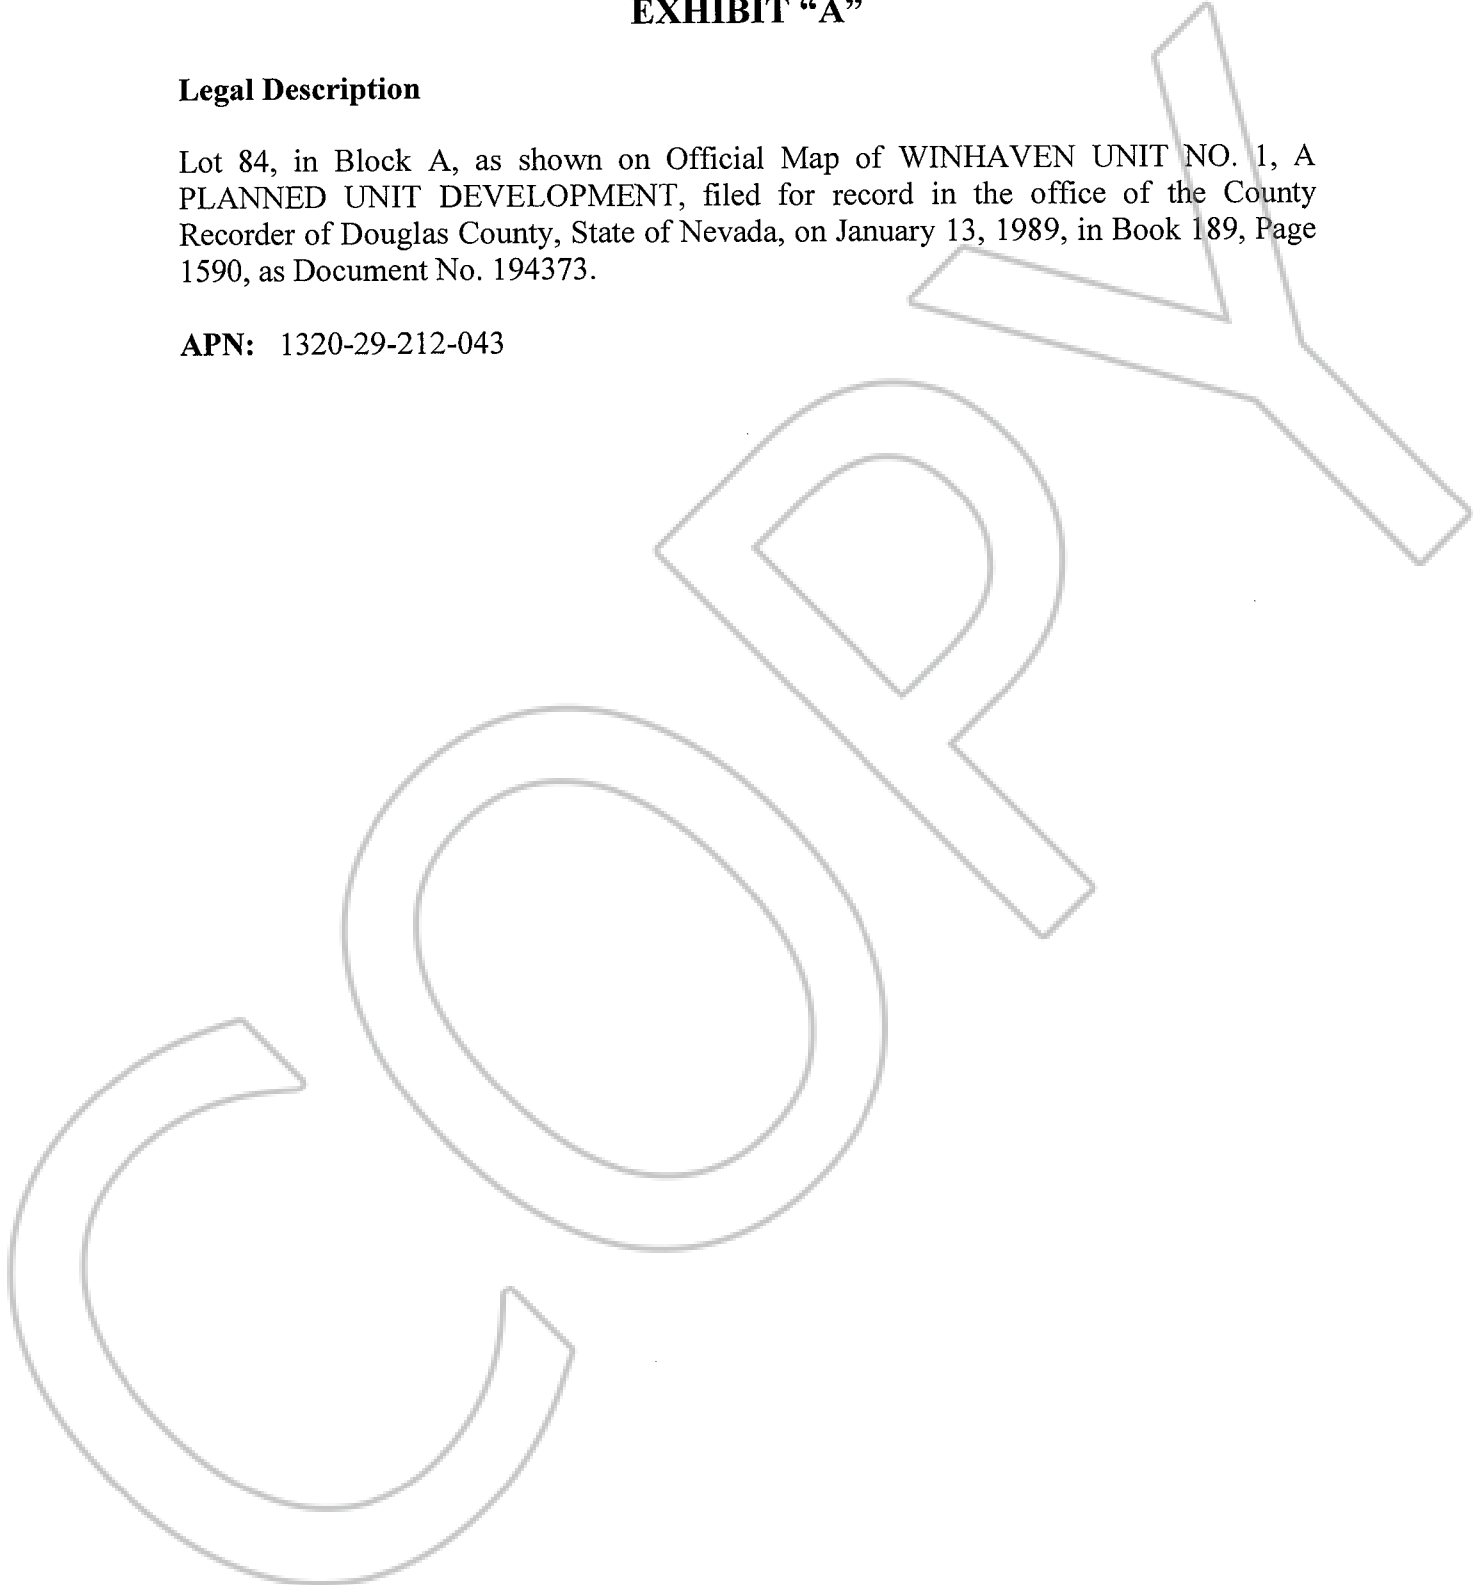 EXHIBIT “A”
Legal Description
Lot 84, in Block A, as shown on Official Map of WINHAVEN UNIT NO. 1, A
PLANNED UNIT DEVELOPMENT, filed for record in the office of the County
Recorder of Douglas County, State of Nevada, on January 13, 1989, in Book 189, Page
1590, as Document No. 194373.
APN: 1320-29-212-043
COPY